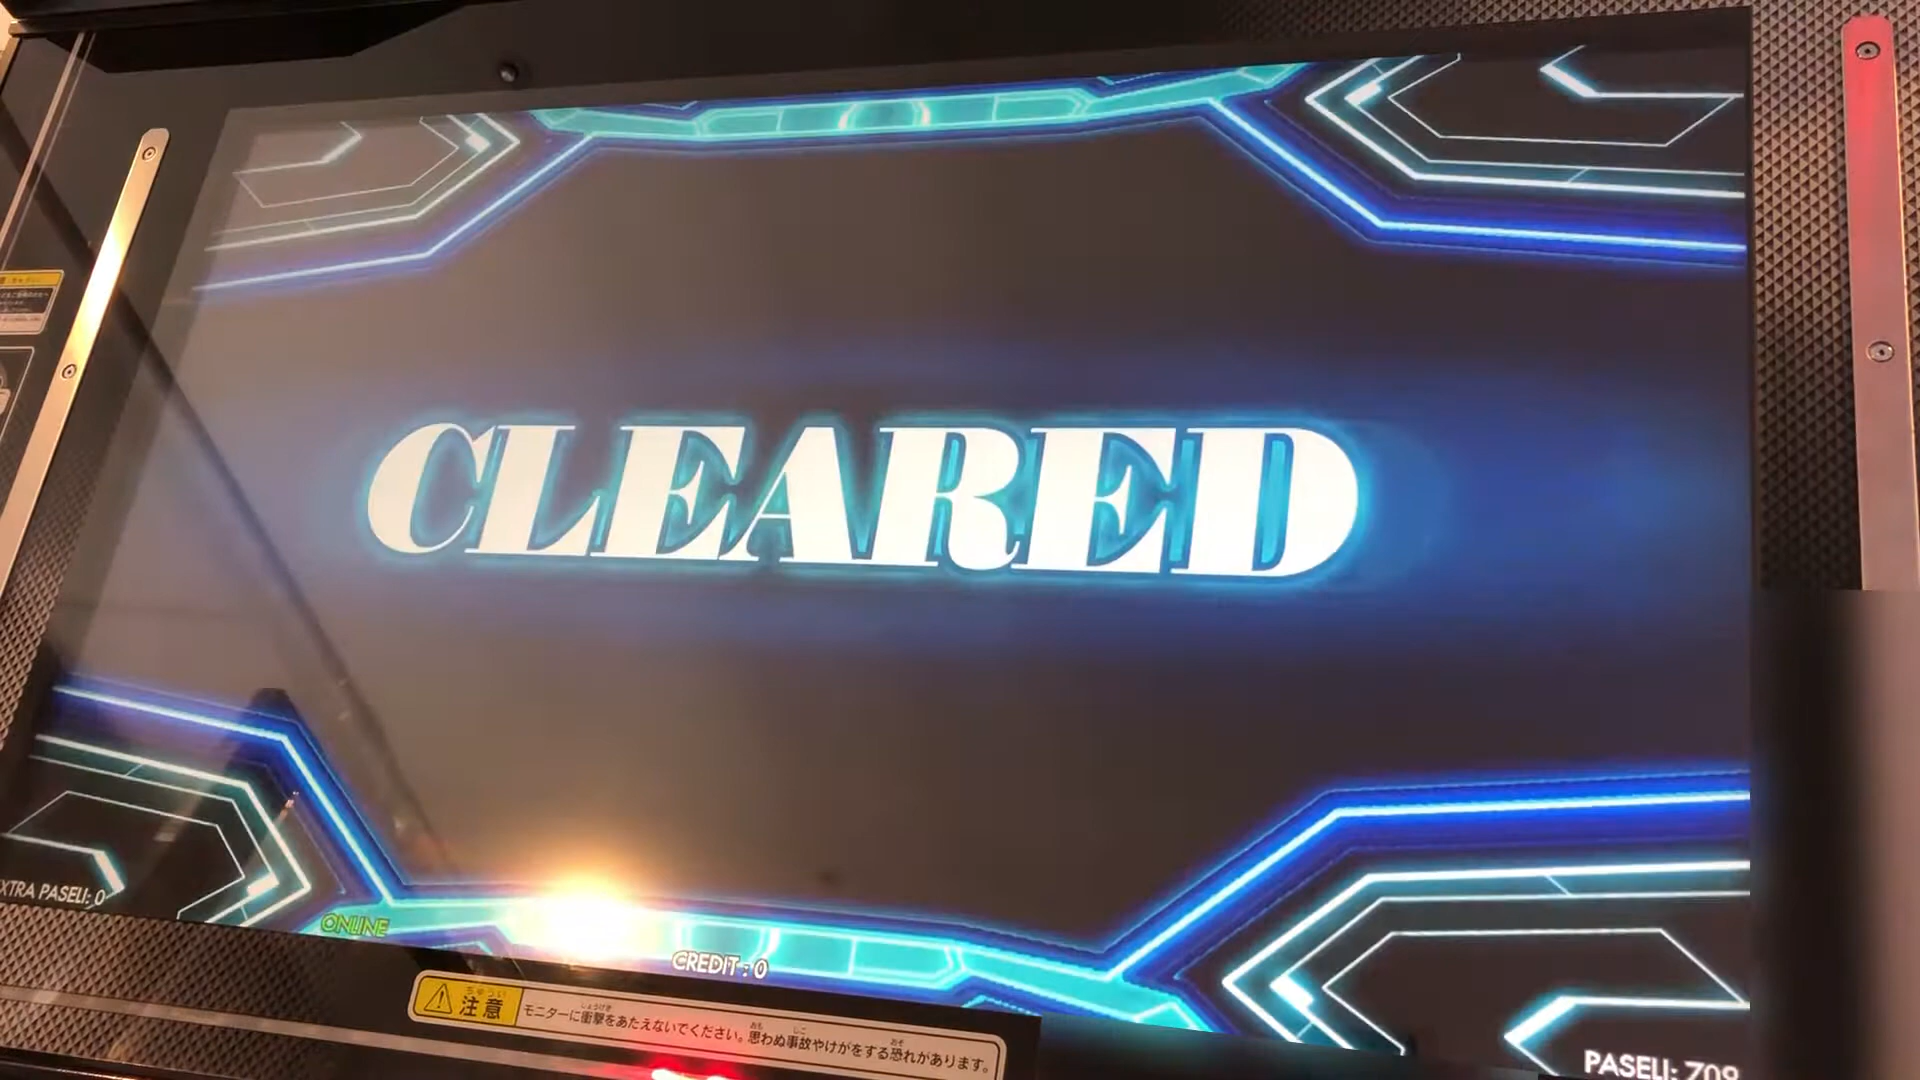 CLEARED
EXTRA PASELI: 0
ONLINE
CREDIT : 0
注意
モニターに衝撃をあたえないでください。思わぬ事故やけがをする恐れがあります。
PASELI: 709